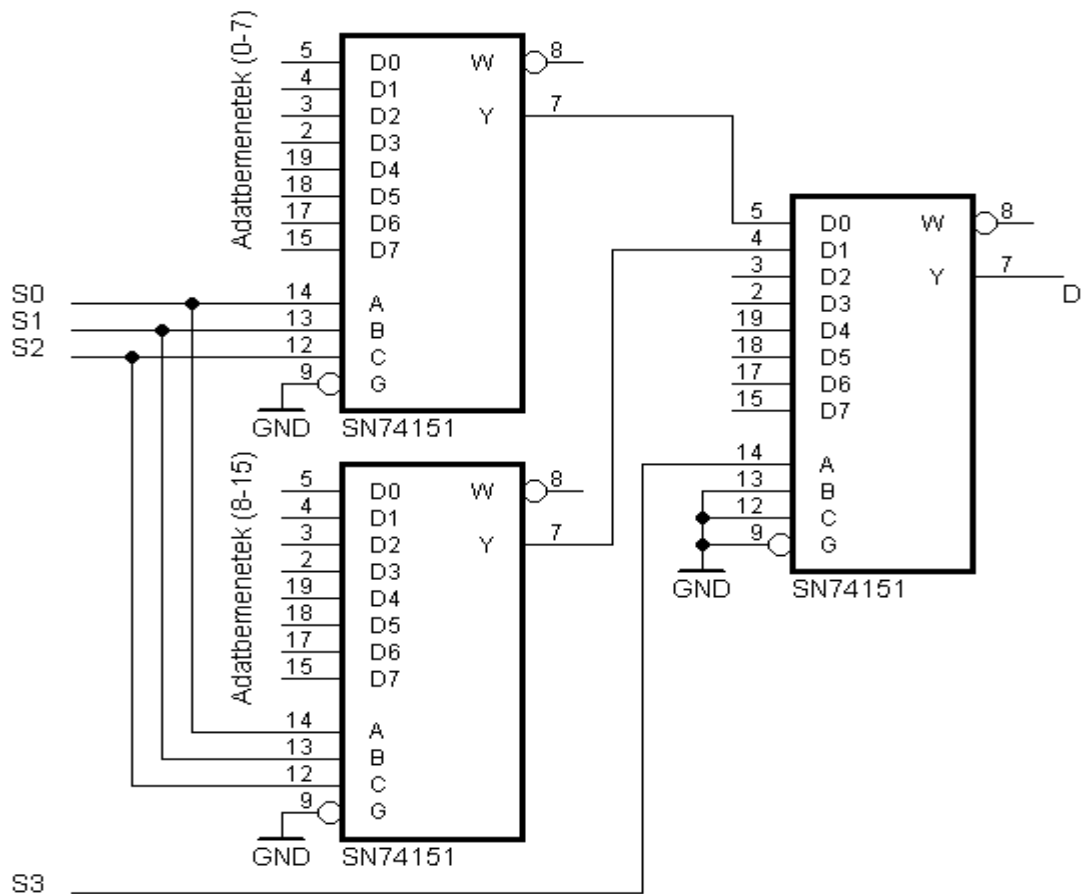 Adatbemenetek (0-7)
5 D0 W 8
4 D1
3 D2 Y 7
2 D3
19 D4
18 D5
17 D6
15 D7
S0 14 A
S1 13 B
S2 12 C
9 G
GND SN74151
Adatbemenetek (8-15)
5 D0 W 8
4 D1
3 D2 Y 7
2 D3
19 D4
18 D5
17 D6
15 D7
14 A
13 B
12 C
9 G
GND SN74151
S3
5 D0 W 8
4 D1
3 D2 Y 7 D
2 D3
19 D4
18 D5
17 D6
15 D7
14 A
13 B
12 C
9 G
GND SN74151